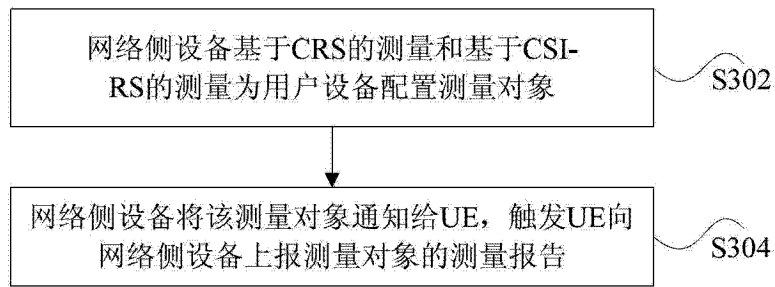 网络侧设备基于CRS的测量和基于CSI-
RS的测量为用户设备配置测量对象
S302
网络侧设备将该测量对象通知给UE，触发UE向
网络侧设备上报测量对象的测量报告
S304